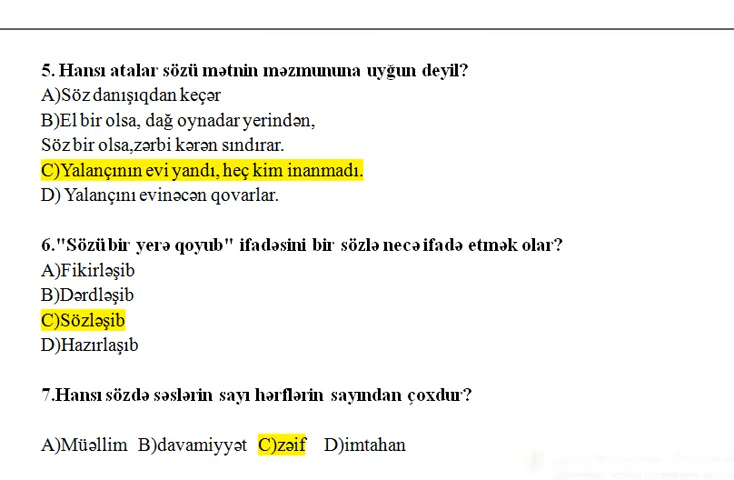 5. Hansı atalar sözü mətnin məzmununa uyğun deyil?
A)Söz danışıqdan keçər
B)El bir olsa, dağ oynadar yerindən,
Söz bir olsa,zərbi kərən sındırar.
C)Yalançının evi yandı, heç kim inanmadı.
D) Yalançını evinəcən qovarlar.
6."Sözü bir yerə qoyub" ifadəsini bir sözlə necə ifadə etmək olar?
A)Fikirləşib
B)Dərdləşib
C)Sözləşib
D)Hazırlaşıb
7.Hansı sözdə səslərin sayı hərflərin sayından çoxdur?
A)Müəllim B)davamiyyət C)zəif D)imtahan